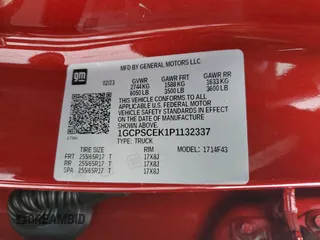 gm
MFD BY GENERAL MOTORS LLC
02/23 GVWR GAWR FRT GAWR RR
2744 KG 1588 KG 1633 KG
6050 LB 3500 LB 3600 LB
THIS VEHICLE CONFORMS TO ALL
APPLICABLE U.S. FEDERAL MOTOR
VEHICLE SAFETY STANDARDS IN EFFECT
ON THE DATE OF MANUFACTURE
SHOWN ABOVE.
1GCPSCEK1P1132337
TYPE: TRUCK
TIRE SIZE RIM MODEL: 1714F43
FRT 255/65R17 T 17X8J
RR 255/65R17 T 17X8J
SPA 255/65R17 T 17X8J
AUTOBIDMASTER